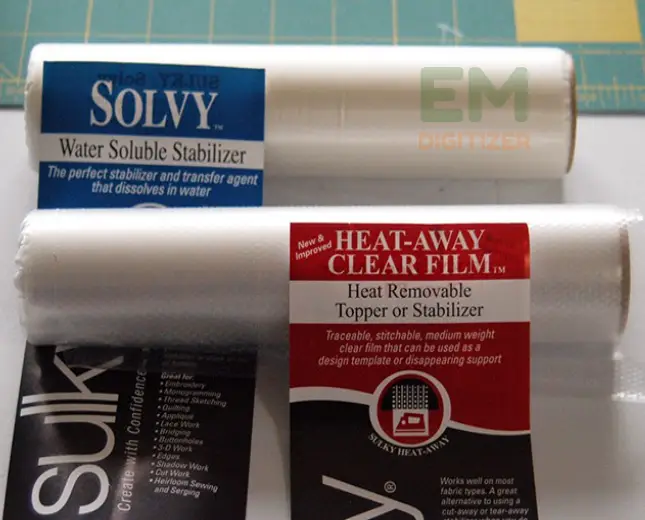 SOLVY™
Water Soluble Stabilizer
The perfect stabilizer and transfer agent
that dissolves in water
EM
DIGITIZER
New &
Improved
HEAT-AWAY
CLEAR FILM™
Heat Removable
Topper or Stabilizer
Traceable, stitchable, medium weight
clear film that can be used as a
design template or disappearing support
SULKY HEAT-AWAY
Sulky
Create with Confidence
Great for:
• Embroidery
• Monogramming
• Thread Sketching
• Quilting
• Appliqué
• Lace Work
• Bridging
• Buttonholes
• 3-D Work
• Edges
• Shadow Work
• Cut Work
• Heirloom Sewing
and Serging
y®
Works well on most
fabric types. A great
alternative to using a
cut-away or tear-away